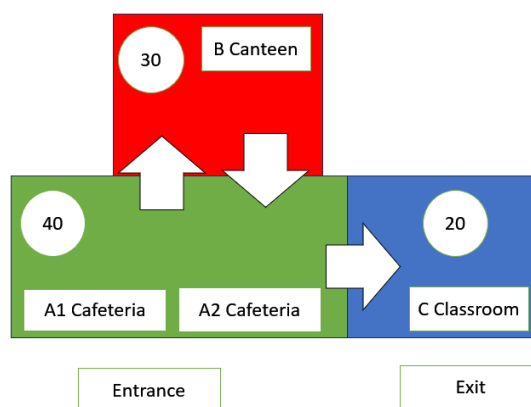 30
B Canteen
40
20
A1 Cafeteria
A2 Cafeteria
C Classroom
Entrance
Exit